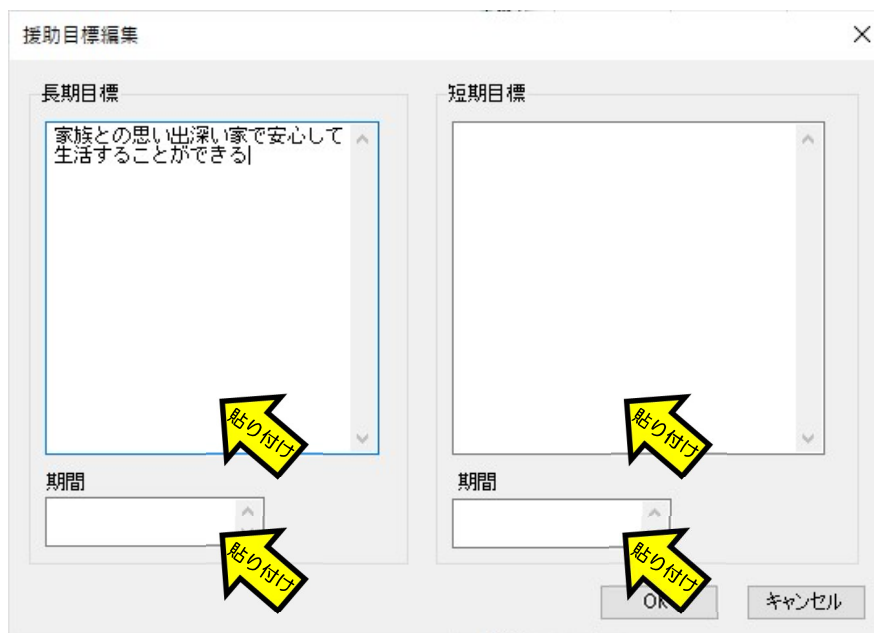 援助目標編集
長期目標
家族との思い出深い家で安心して
生活することができる
貼り付け
期間
貼り付け
短期目標
貼り付け
期間
貼り付け
OK
キャンセル